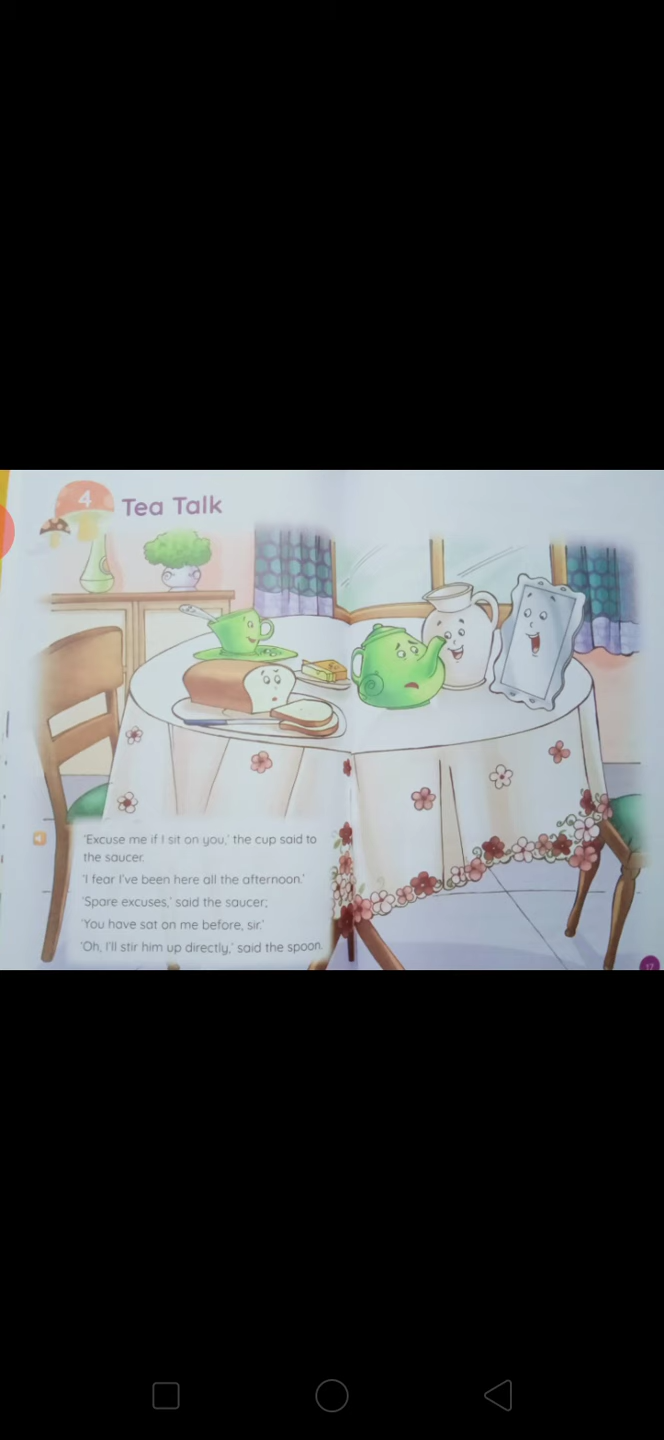 4
Tea Talk
'Excuse me if I sit on you,' the cup said to
the saucer.
'I fear I've been here all the afternoon.'
'Spare excuses,' said the saucer;
'You have sat on me before, sir.'
'Oh, I'll stir him up directly,' said the spoon.
17